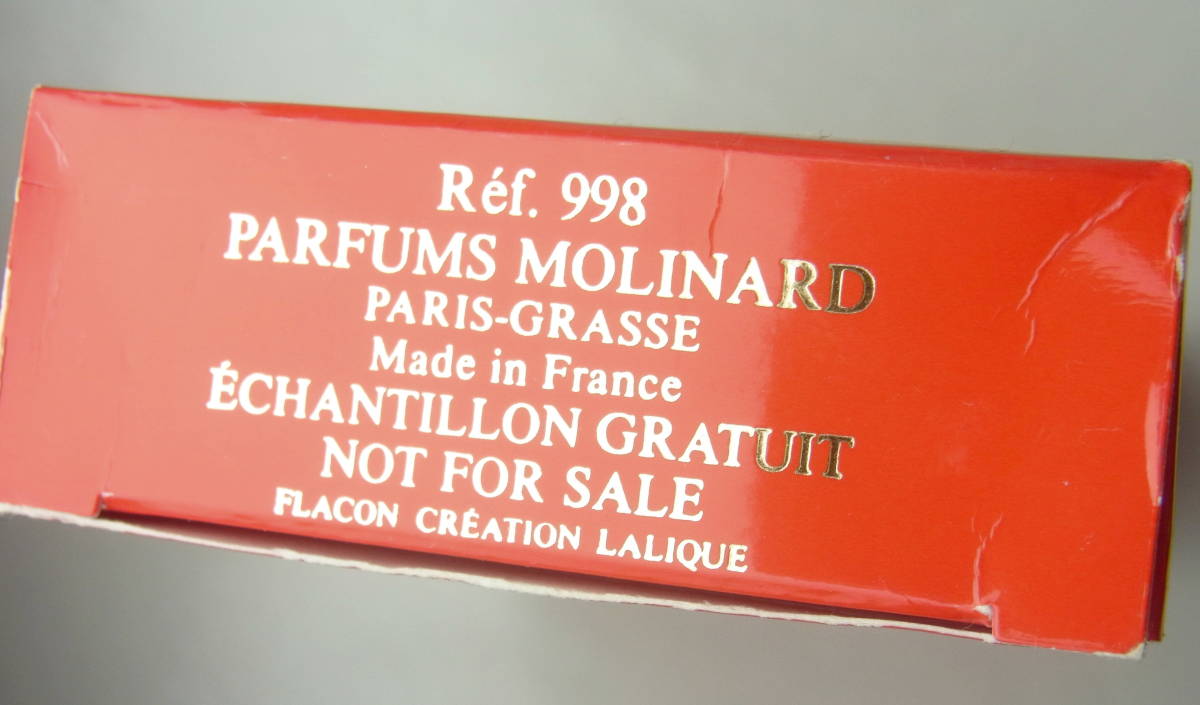 Réf. 998
PARFUMS MOLINARD
PARIS-GRASSE
Made in France
ÉCHANTILLON GRATUIT
NOT FOR SALE
FLACON CRÉATION LALIQUE